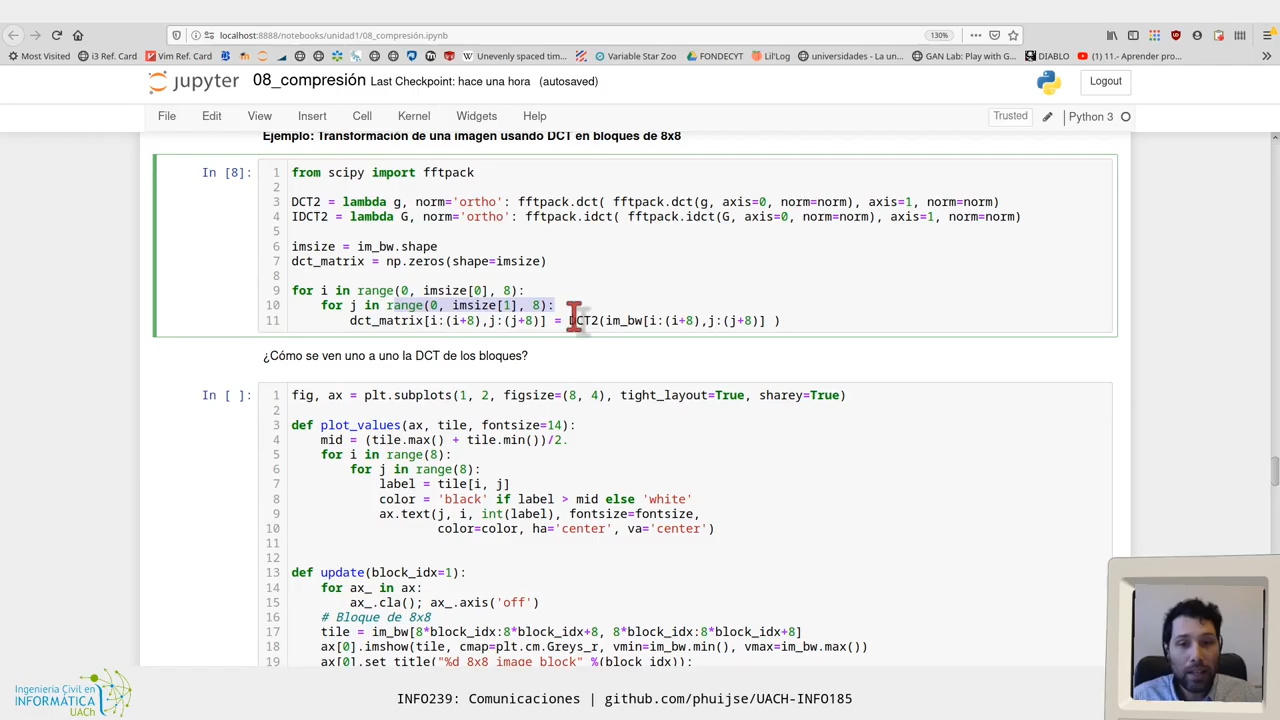 localhost:8888/notebooks/unidad1/08_compresión.ipynb
130%
Most Visited
i3 Ref. Card
Vim Ref. Card
Unevenly spaced tim…
Variable Star Zoo
FONDECYT
Lil'Log
universidades - La un…
GAN Lab: Play with G…
DIABLO
(1) 11.- Aprender pro…
jupyter 08_compresión Last Checkpoint: hace una hora (autosaved)
Logout
File Edit View Insert Cell Kernel Widgets Help
Trusted
Python 3
Ejemplo: Transformación de una imagen usando DCT en bloques de 8x8
In [8]:
1 from scipy import fftpack
2
3 DCT2 = lambda g, norm='ortho': fftpack.dct( fftpack.dct(g, axis=0, norm=norm), axis=1, norm=norm)
4 IDCT2 = lambda G, norm='ortho': fftpack.idct( fftpack.idct(G, axis=0, norm=norm), axis=1, norm=norm)
5
6 imsize = im_bw.shape
7 dct_matrix = np.zeros(shape=imsize)
8
9 for i in range(0, imsize[0], 8):
10 for j in range(0, imsize[1], 8):
11 dct_matrix[i:(i+8),j:(j+8)] = DCT2(im_bw[i:(i+8),j:(j+8)] )
¿Cómo se ven uno a uno la DCT de los bloques?
In [ ]:
1 fig, ax = plt.subplots(1, 2, figsize=(8, 4), tight_layout=True, sharey=True)
2
3 def plot_values(ax, tile, fontsize=14):
4 mid = (tile.max() + tile.min())/2.
5 for i in range(8):
6 for j in range(8):
7 label = tile[i, j]
8 color = 'black' if label > mid else 'white'
9 ax.text(j, i, int(label), fontsize=fontsize,
10 color=color, ha='center', va='center')
11
12
13 def update(block_idx=1):
14 for ax_ in ax:
15 ax_.cla(); ax_.axis('off')
16 # Bloque de 8x8
17 tile = im_bw[8*block_idx:8*block_idx+8, 8*block_idx:8*block_idx+8]
18 ax[0].imshow(tile, cmap=plt.cm.Greys_r, vmin=im_bw.min(), vmax=im_bw.max())
19 ax[0].set_title("%d 8x8 image block" %(block_idx));
Ingeniería Civil en
INFORMÁTICA
UACh
INFO239: Comunicaciones | github.com/phuijse/UACH-INFO185